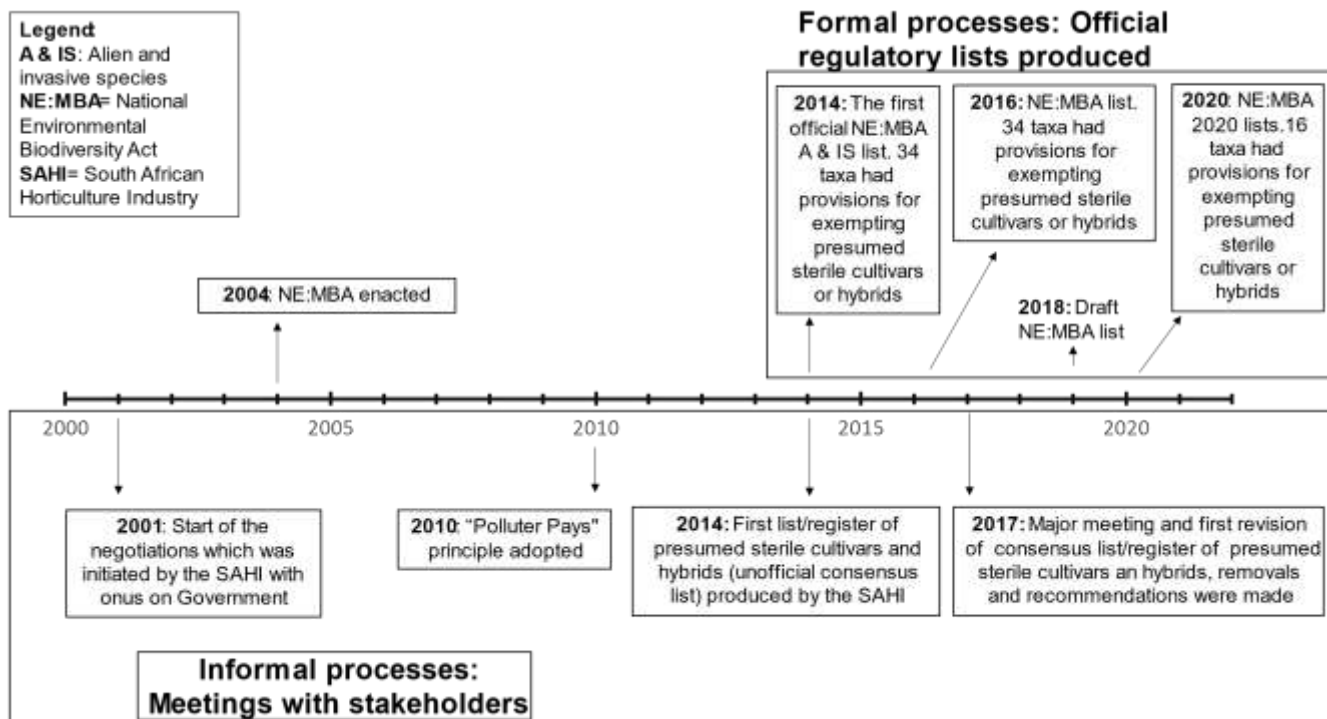 Legend:
A & IS: Alien and
invasive species
NE:MBA= National
Environmental
Biodiversity Act
SAHI= South African
Horticulture Industry
Formal processes: Official
regulatory lists produced
2014: The first
official NE:MBA
A & IS list. 34
taxa had
provisions for
exempting
presumed
sterile cultivars
or hybrids
2016: NE:MBA list.
34 taxa had
provisions for
exempting
presumed sterile
cultivars or hybrids
2020: NE:MBA
2020 lists.16
taxa had
provisions for
exempting
presumed
sterile
cultivars or
hybrids
2004: NE:MBA enacted
2018: Draft
NE:MBA list
2000
2005
2010
2015
2020
2001: Start of the
negotiations which was
initiated by the SAHI with
onus on Government
2010: "Polluter Pays"
principle adopted
2014: First list/register of
presumed sterile cultivars and
hybrids (unofficial consensus
list) produced by the SAHI
2017: Major meeting and first revision
of consensus list/register of presumed
sterile cultivars an hybrids, removals
and recommendations were made
Informal processes:
Meetings with stakeholders